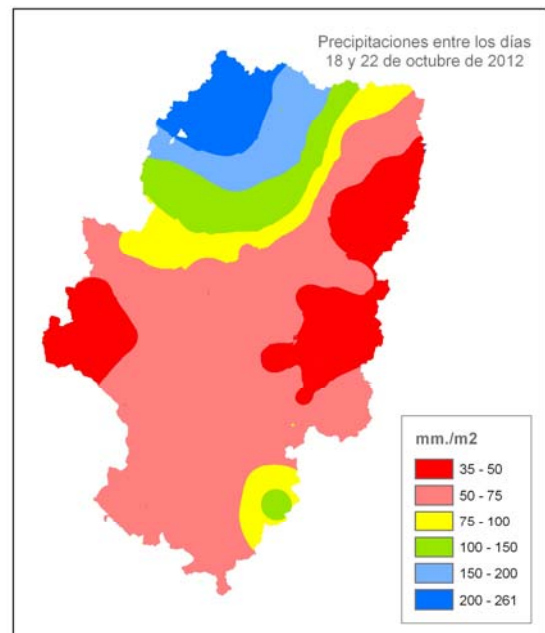 Precipitaciones entre los días
18 y 22 de octubre de 2012
mm./m2
35 - 50
50 - 75
75 - 100
100 - 150
150 - 200
200 - 261